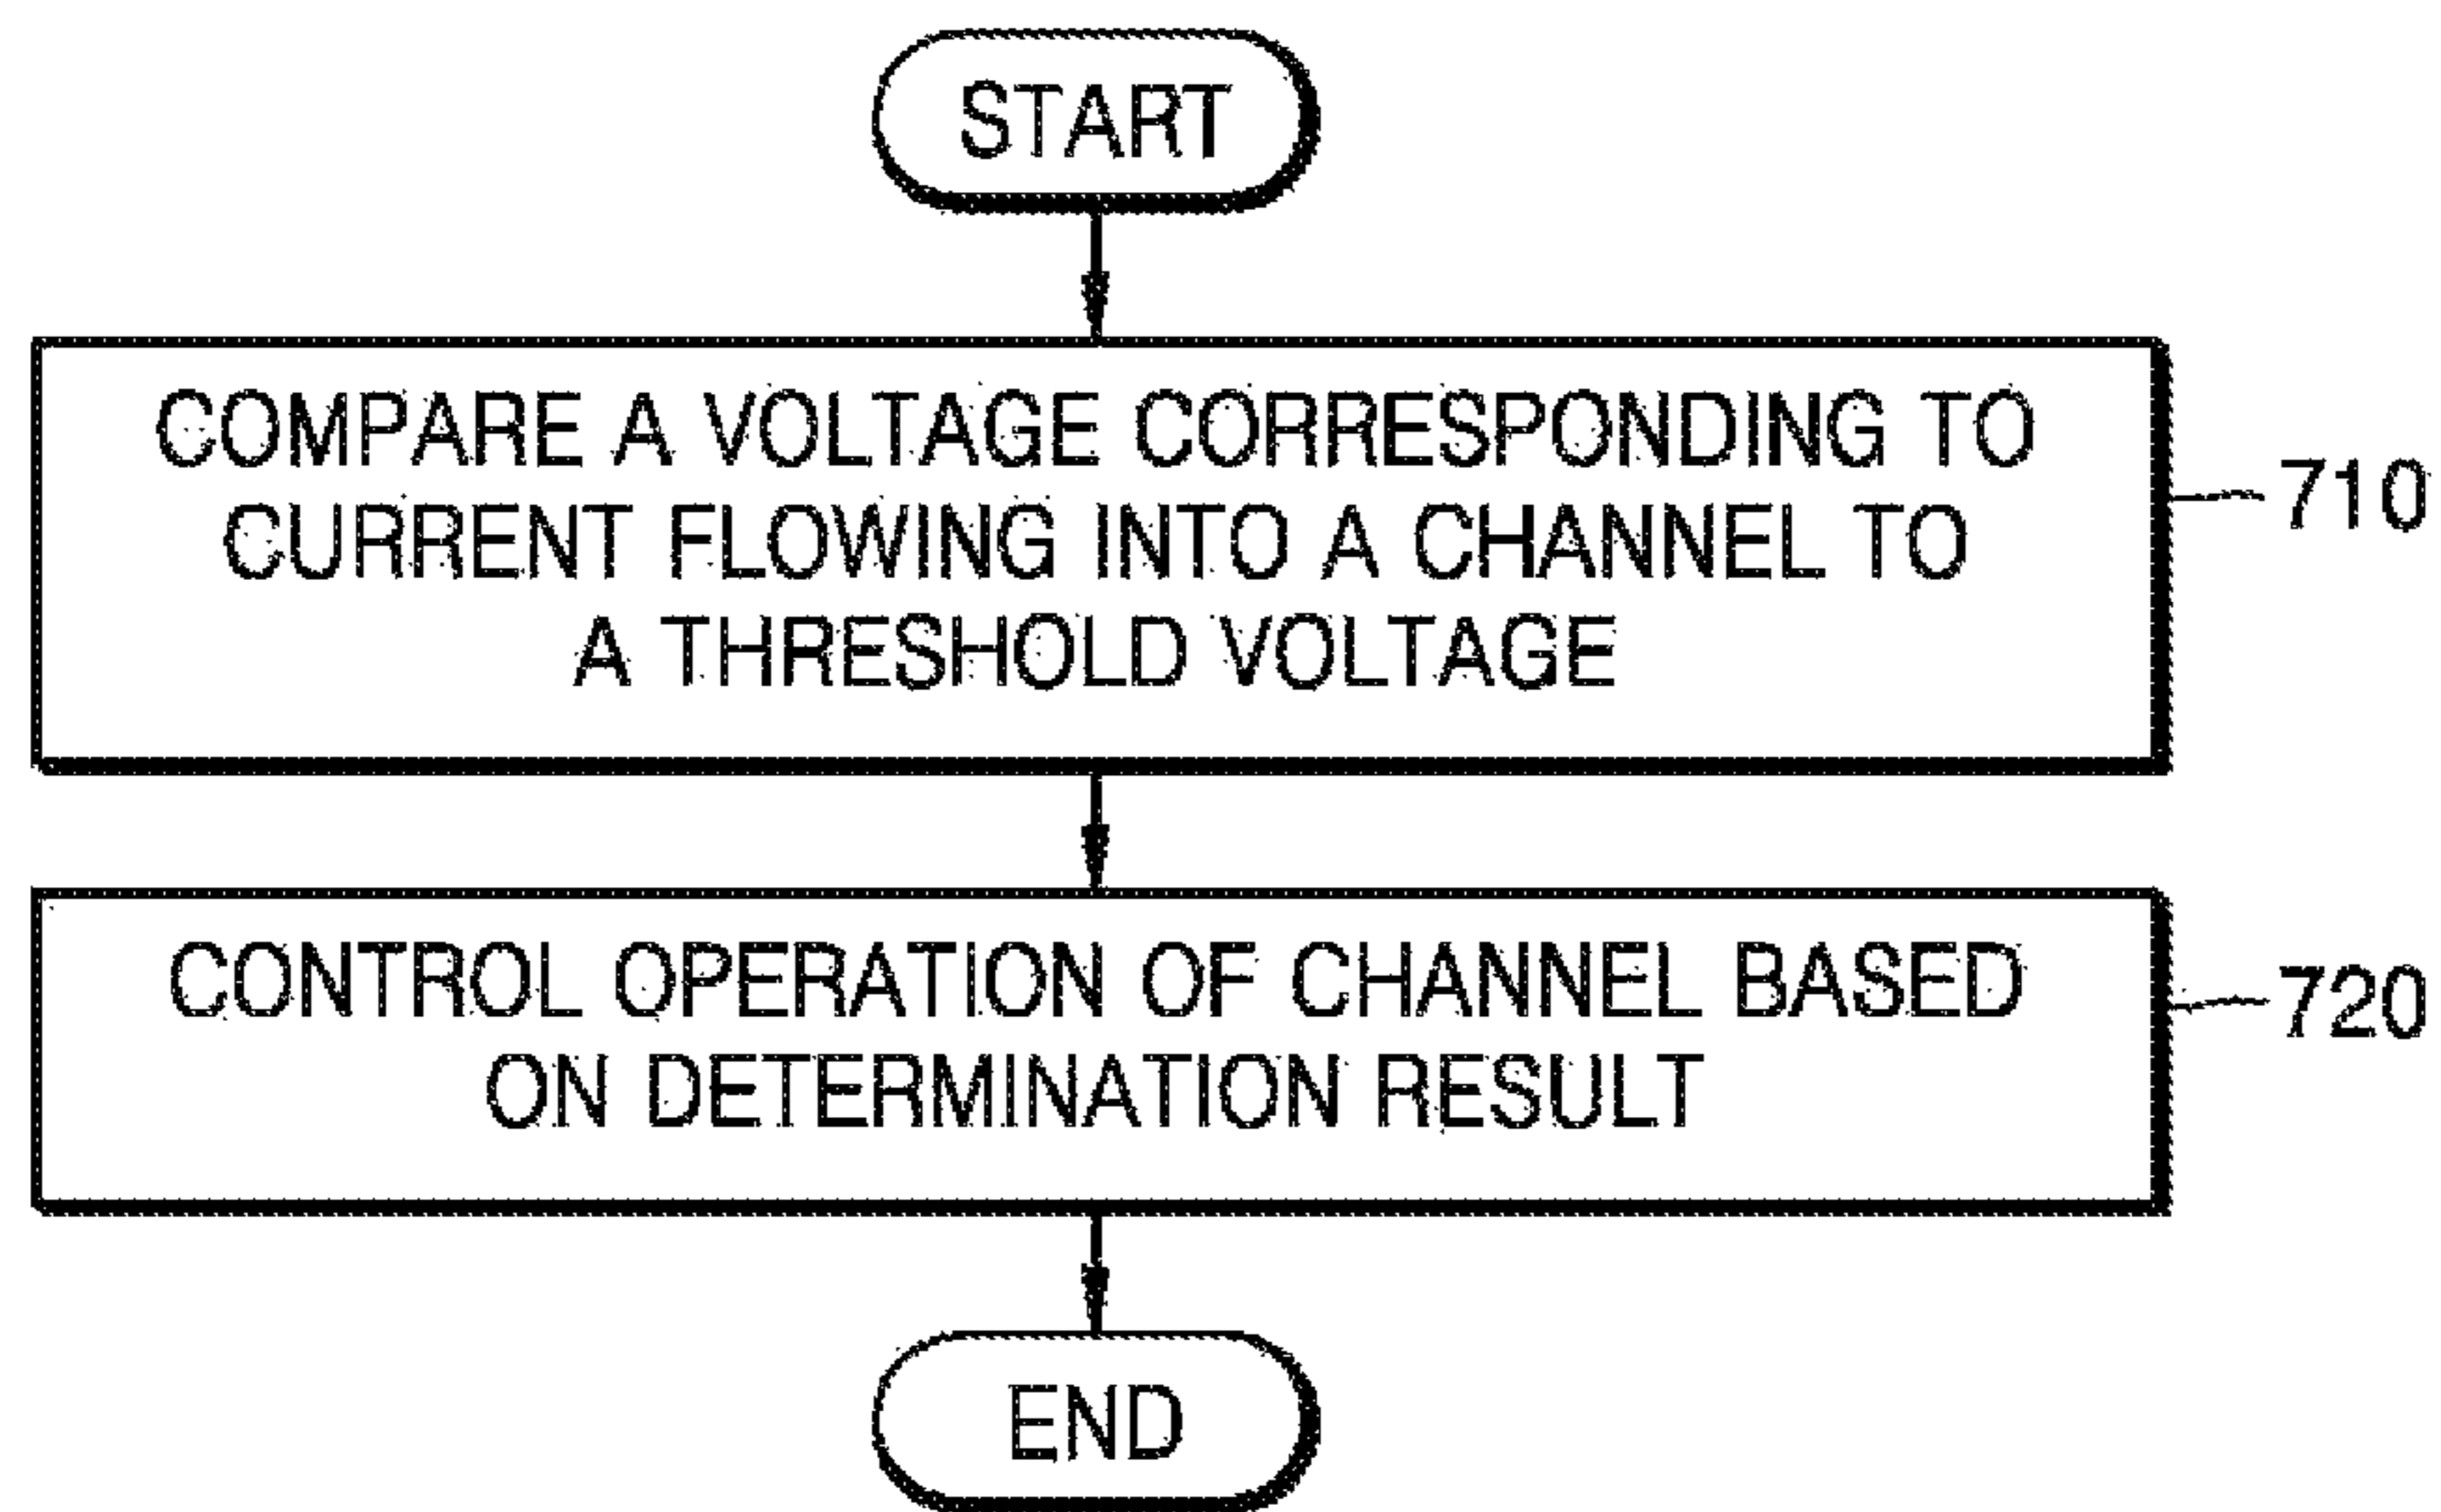 START
COMPARE A VOLTAGE CORRESPONDING TO
CURRENT FLOWING INTO A CHANNEL TO
A THRESHOLD VOLTAGE
710
CONTROL OPERATION OF CHANNEL BASED
ON DETERMINATION RESULT
720
END